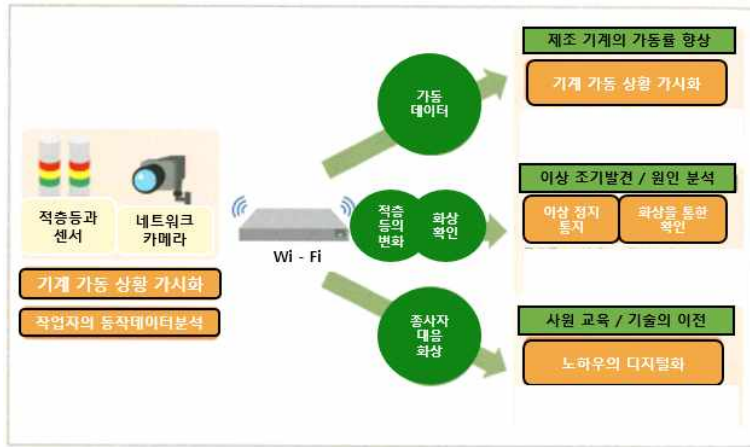 적층등과
센서
네트워크
카메라
기계 가동 상황 가시화
작업자의 동작데이터분석
Wi - Fi
가동
데이터
적층
등의
변화
화상
확인
종사자
대응
화상
제조 기계의 가동률 향상
기계 가동 상황 가시화
이상 조기발견 / 원인 분석
이상 정지
통지
화상을 통한
확인
사원 교육 / 기술의 이전
노하우의 디지털화